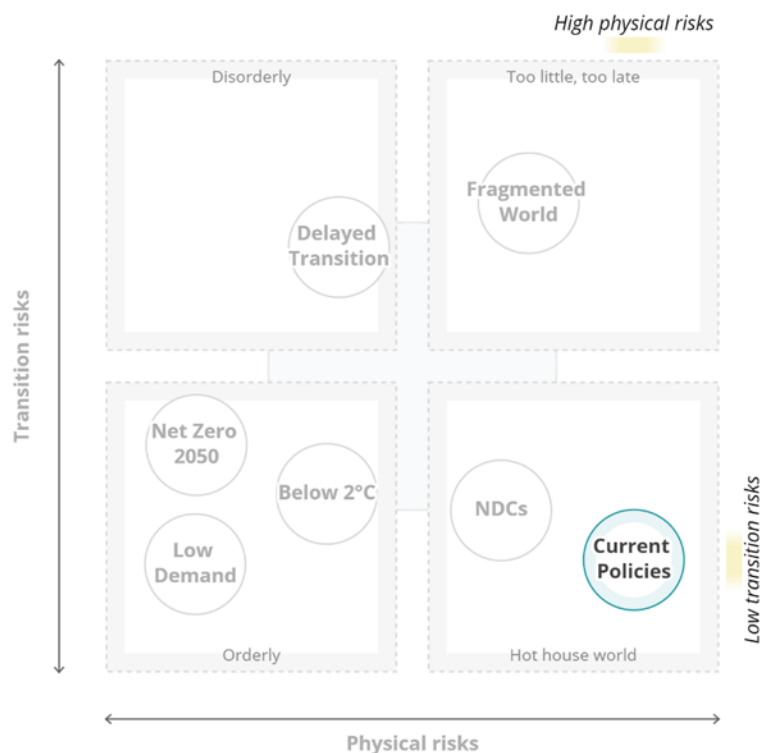 High physical risks
Disorderly
Too little, too late
Fragmented
World
Delayed
Transition
Transition risks
Net Zero
2050
Below 2°C
NDCs
Low
Demand
Current
Policies
Low transition risks
Orderly
Hot house world
Physical risks